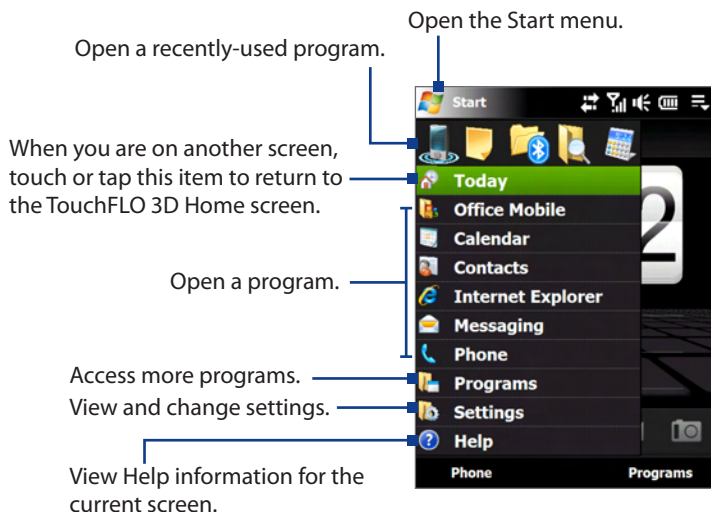 Open the Start menu.
Open a recently-used program.
Start
When you are on another screen,
touch or tap this item to return to
the TouchFLO 3D Home screen.
Today
Office Mobile
Calendar
Contacts
Internet Explorer
Messaging
Phone
Open a program.
Access more programs.
Programs
View and change settings.
Settings
Help
View Help information for the
current screen.
Phone
Programs
2